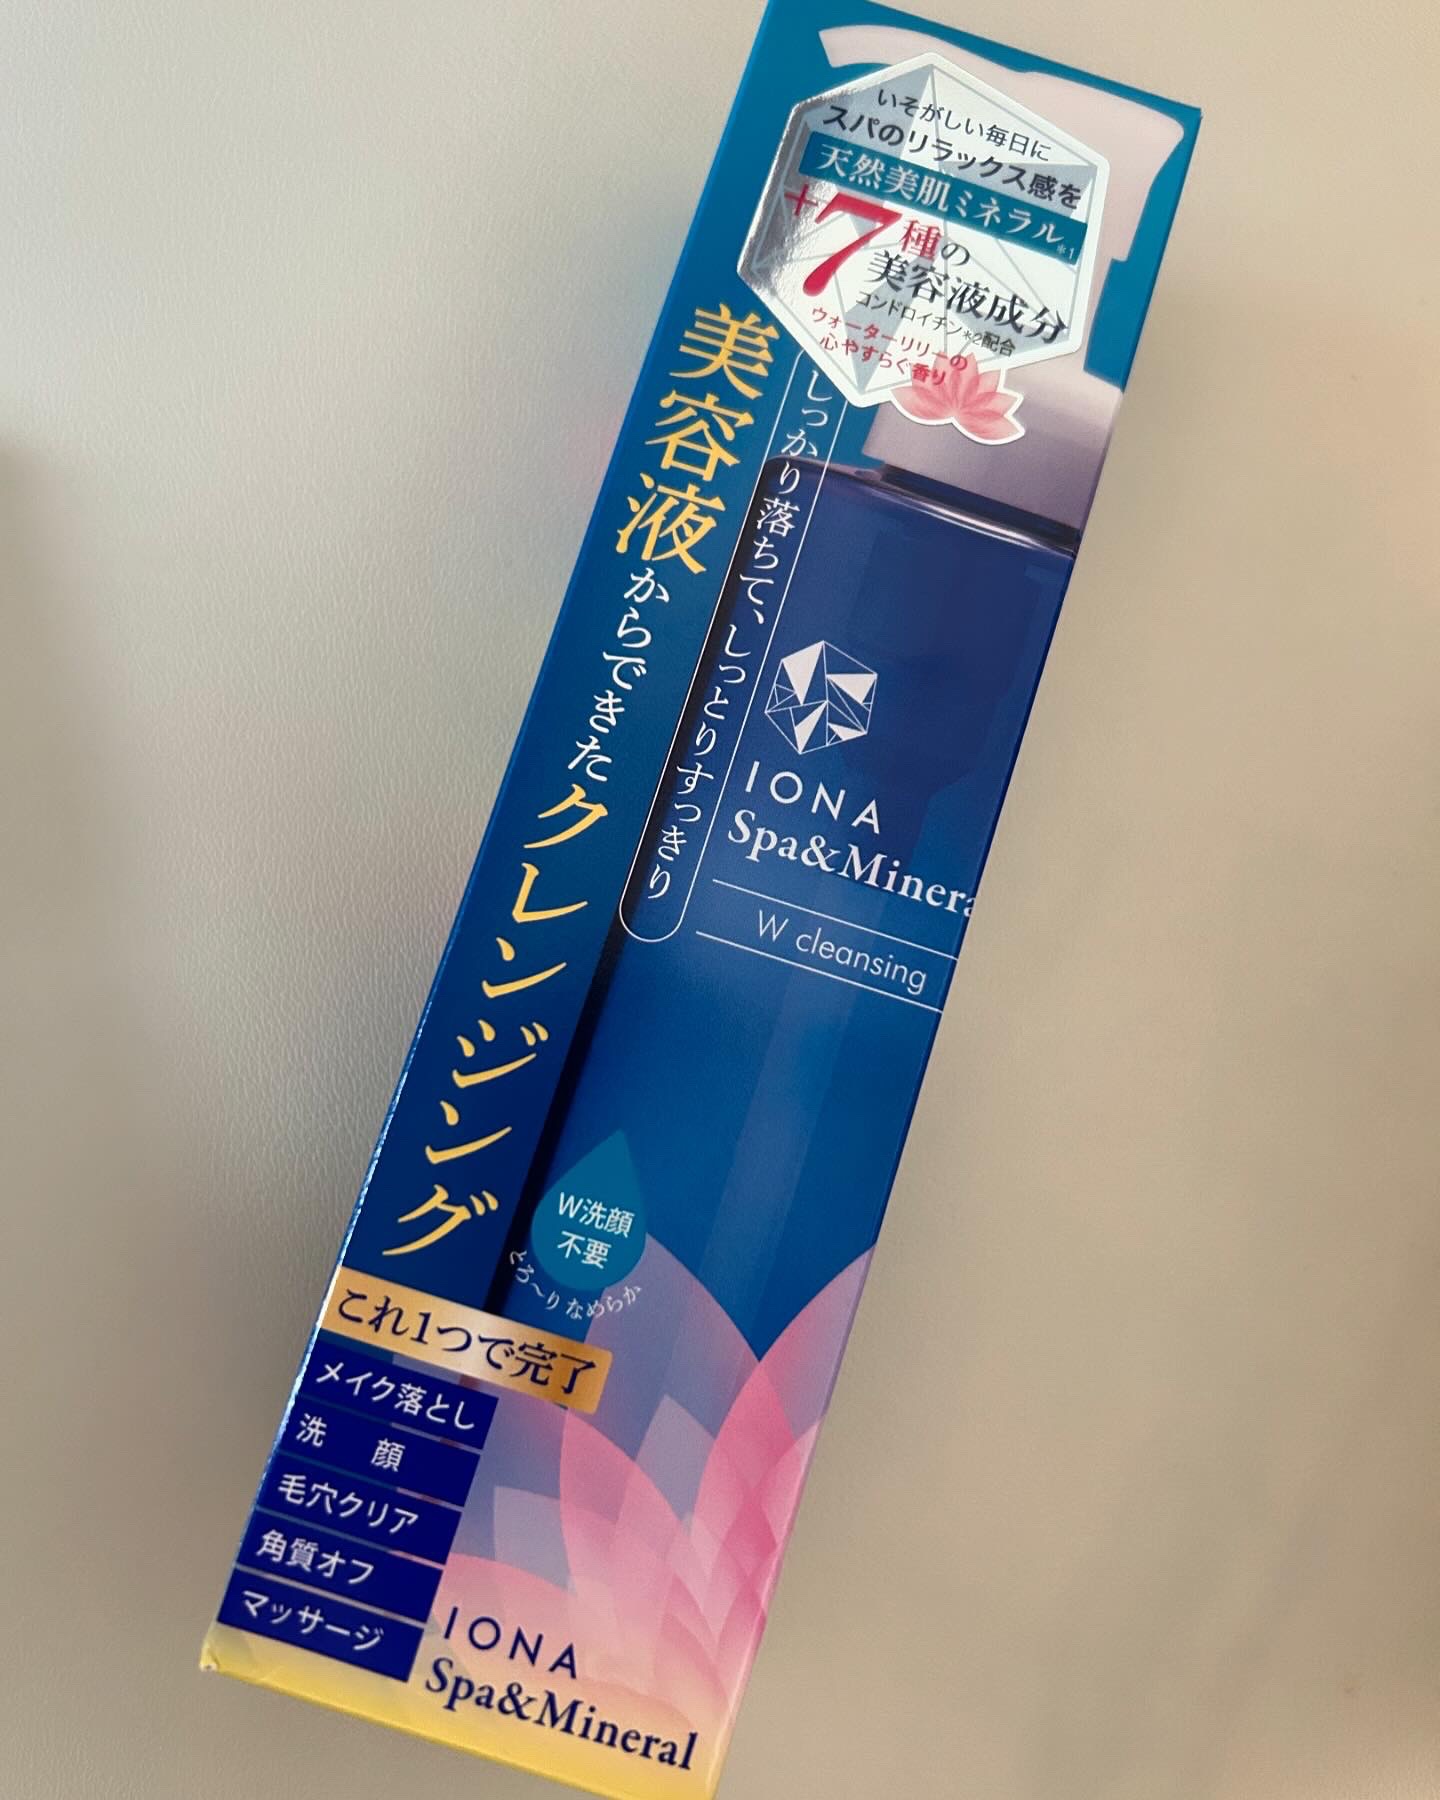 いそがしい毎日に
スパのリラックス感を
天然美肌ミネラル*1
+7種の
美容液成分
コンドロイチン*2配合
ウォーターリリーの
心やすらぐ香り
美容液からできたクレンジング
しっかり落ちて、しっとりすっきり
IONA
Spa&Minera
W cleansing
W洗顔
不要
とろ〜りなめらか
これ1つで完了
メイク落とし
洗 顔
毛穴クリア
角質オフ
マッサージ
IONA
Spa&Mineral